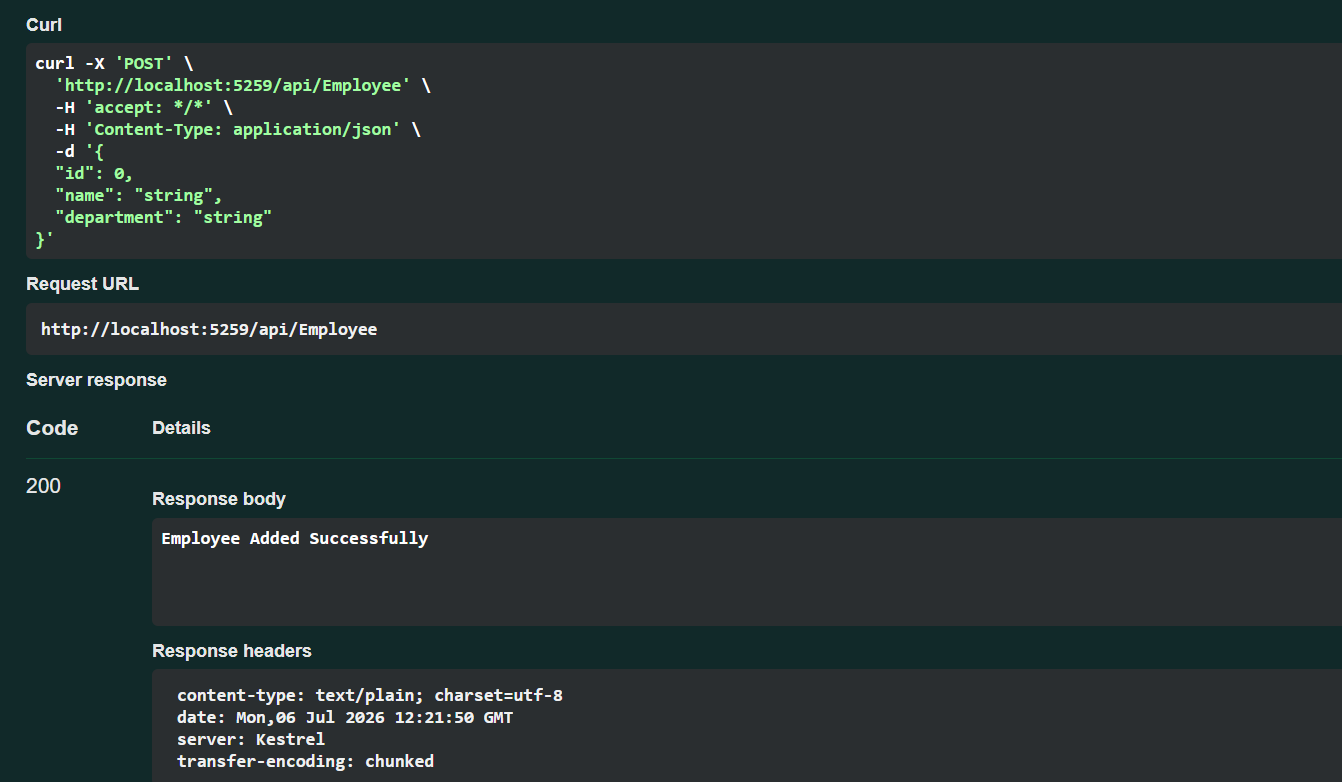 Curl
curl -X 'POST' \
'http://localhost:5259/api/Employee' \
-H 'accept: */*' \
-H 'Content-Type: application/json' \
-d '{
"id": 0,
"name": "string",
"department": "string"
}'
Request URL
http://localhost:5259/api/Employee
Server response
Code Details
200
Response body
Employee Added Successfully
Response headers
content-type: text/plain; charset=utf-8
date: Mon,06 Jul 2026 12:21:50 GMT
server: Kestrel
transfer-encoding: chunked